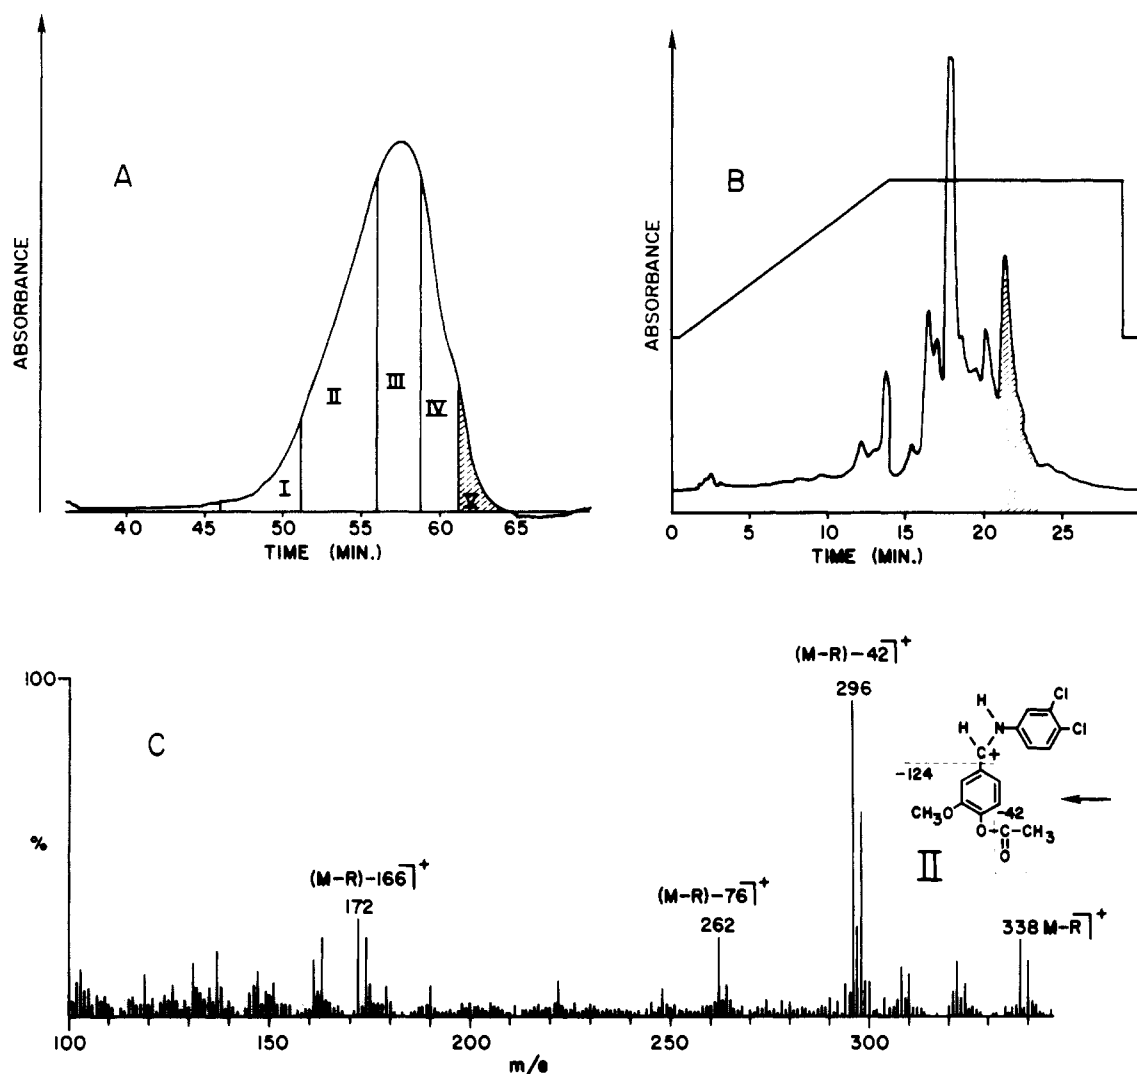 A
ABSORBANCE
I
II
III
IV
V
40 45 50 55 60 65
TIME (MIN.)
B
ABSORBANCE
0 5 10 15 20 25
TIME (MIN.)
C
100
%
(M-R)-166]+
172
(M-R)-76]+
262
(M-R)-42]+
296
338 M-R]+
H
H N
Cl
Cl
C+
-124
CH3O
-42
O-C-CH3
O
II
100 150 200 250 300
m/e